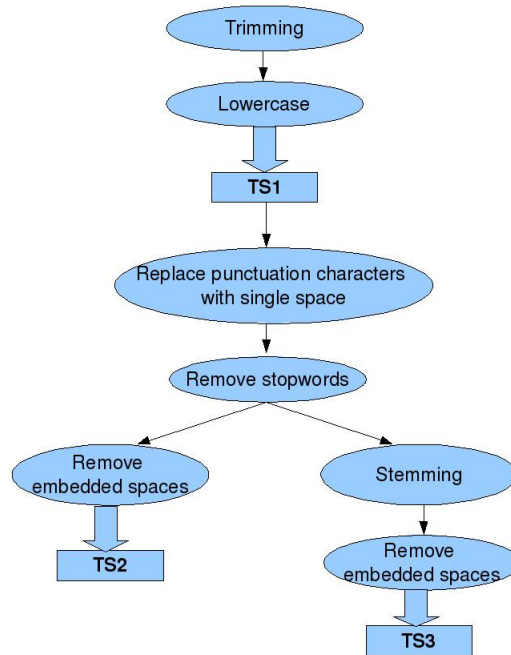 Trimming
Lowercase
TS1
Replace punctuation characters
with single space
Remove stopwords
Remove
embedded spaces
Stemming
TS2
Remove
embedded spaces
TS3